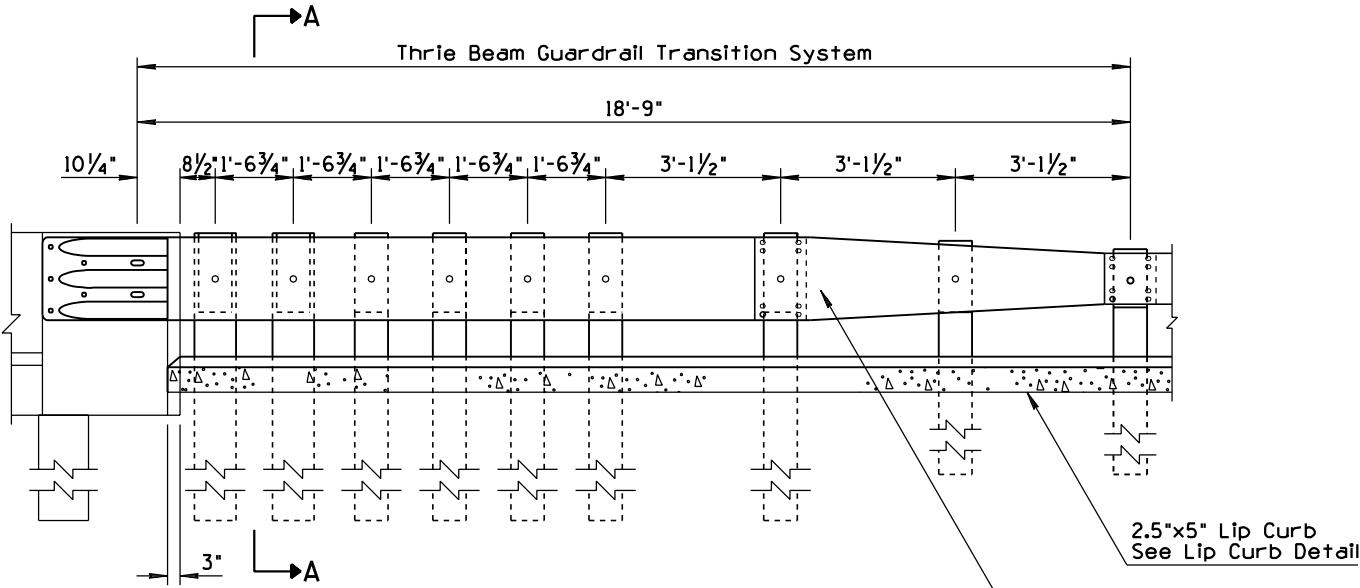 A
Thrie Beam Guardrail Transition System
18'-9"
10¼" 8½" 1'-6¾" 1'-6¾" 1'-6¾" 1'-6¾" 1'-6¾" 3'-1½" 3'-1½" 3'-1½"
2.5"x5" Lip Curb
See Lip Curb Detail
3"
A